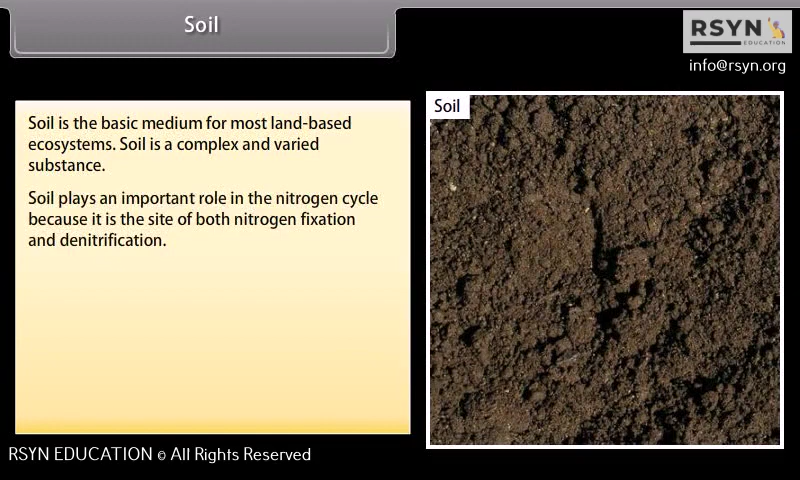 Soil
RSYN
EDUCATION
info@rsyn.org
Soil is the basic medium for most land-based
ecosystems. Soil is a complex and varied
substance.
Soil plays an important role in the nitrogen cycle
because it is the site of both nitrogen fixation
and denitrification.
Soil
RSYN EDUCATION © All Rights Reserved